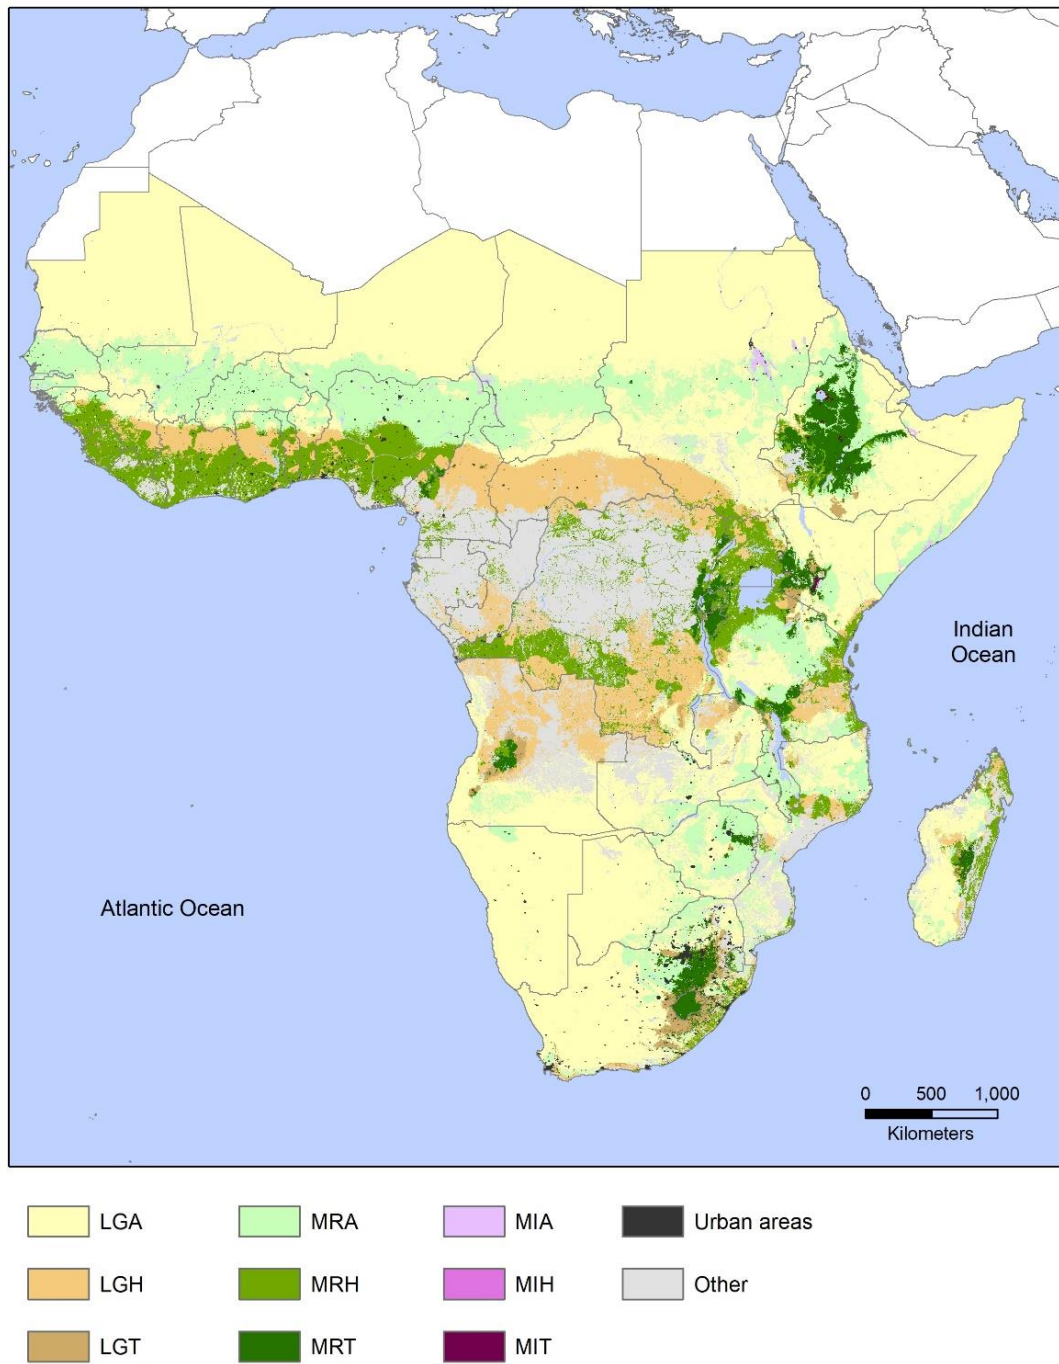 Indian
Ocean
Atlantic Ocean
0 500 1,000
Kilometers
LGA MRA MIA Urban areas
LGH MRH MIH Other
LGT MRT MIT